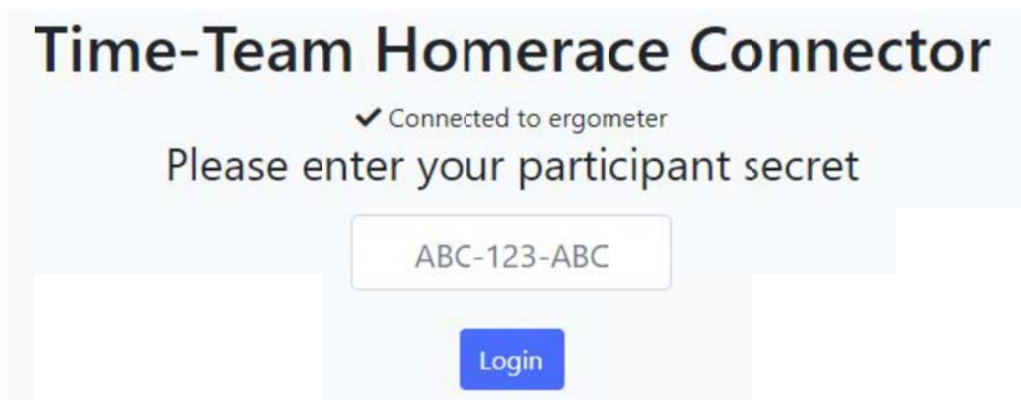 Time-Team Homerace Connector
Connected to ergometer
Please enter your participant secret
ABC-123-ABC
Login